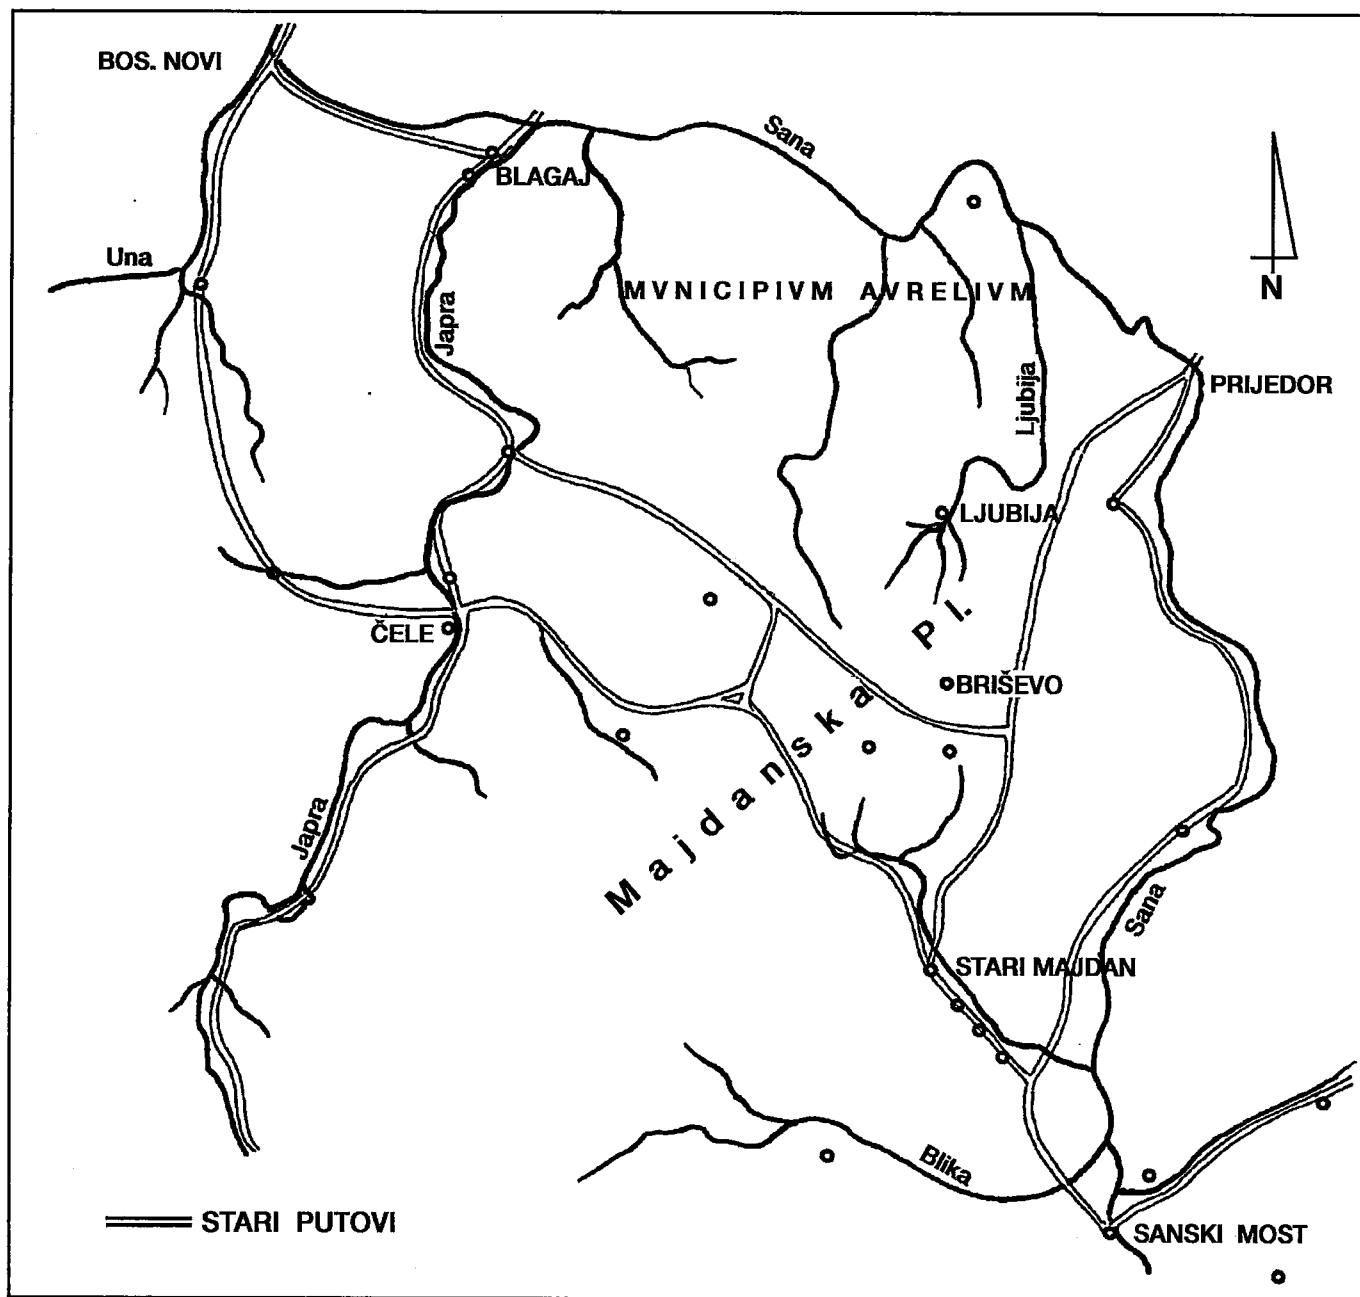 BOS. NOVI
Sana
BLAGAJ
Una
MVNICIPIVM AVRELIVM
N
Japra
Ljubija
PRIJEDOR
LJUBIJA
ČELE
Majdanska Pl.
BRIŠEVO
Japra
Sana
STARI MAJDAN
Blika
STARI PUTOVI
SANSKI MOST